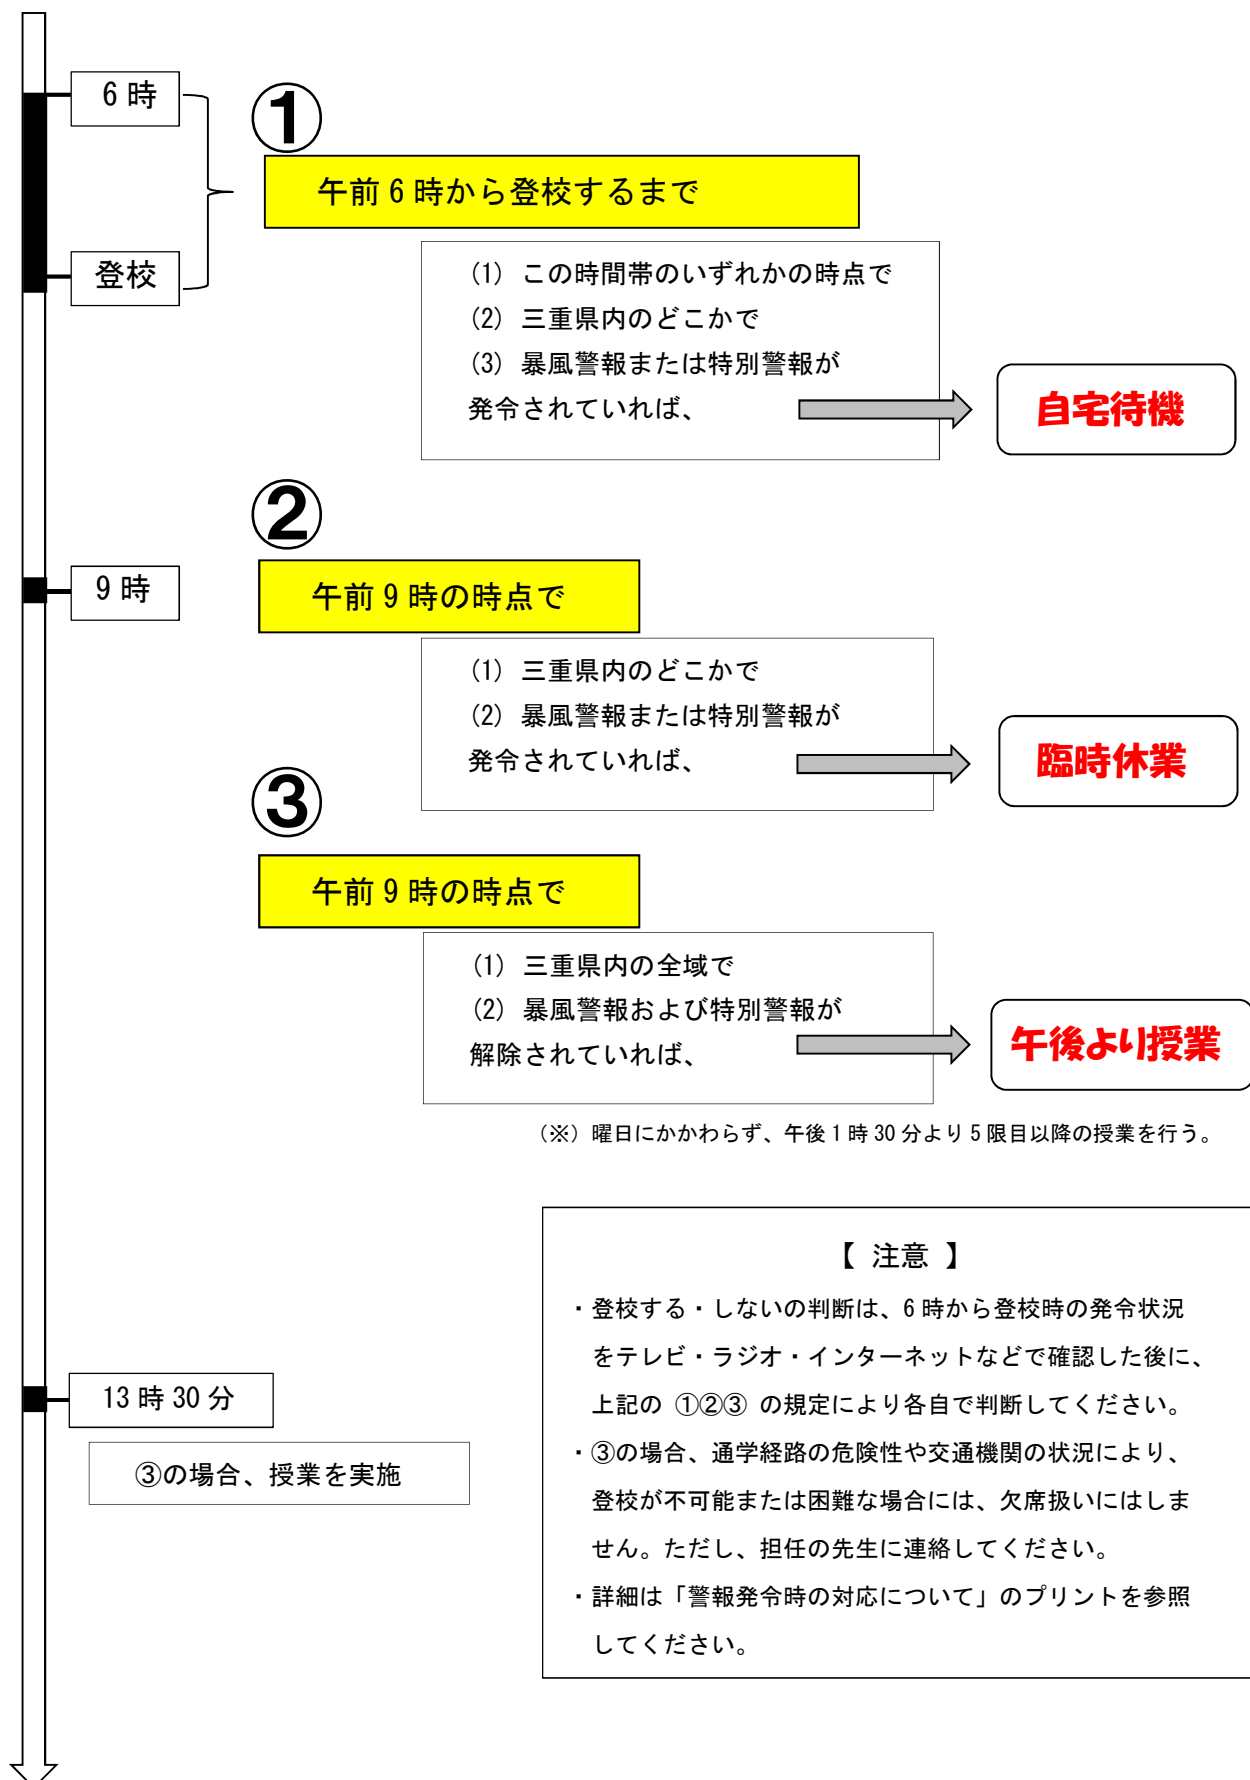 6時
①
午前6時から登校するまで
登校
(1) この時間帯のいずれかの時点で
(2) 三重県内のどこかで
(3) 暴風警報または特別警報が
発令されていれば、
自宅待機
②
9時
午前9時の時点で
(1) 三重県内のどこかで
(2) 暴風警報または特別警報が
発令されていれば、
臨時休業
③
午前9時の時点で
(1) 三重県内の全域で
(2) 暴風警報および特別警報が
解除されていれば、
午後より授業
(※) 曜日にかかわらず、午後1時30分より5限目以降の授業を行う。
【 注意 】
・登校する・しないの判断は、6時から登校時の発令状況
をテレビ・ラジオ・インターネットなどで確認した後に、
上記の ①②③ の規定により各自で判断してください。
・③の場合、通学経路の危険性や交通機関の状況により、
登校が不可能または困難な場合には、欠席扱いにはしま
せん。ただし、担任の先生に連絡してください。
・詳細は「警報発令時の対応について」のプリントを参照
してください。
13時30分
③の場合、授業を実施